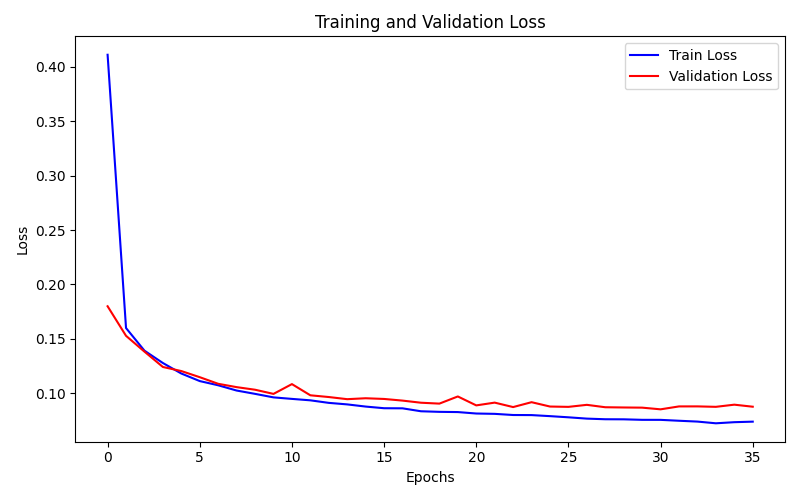 Training and Validation Loss
Train Loss
Validation Loss
0.40
0.35
0.30
0.25
0.20
0.15
0.10
Loss
0 5 10 15 20 25 30 35
Epochs